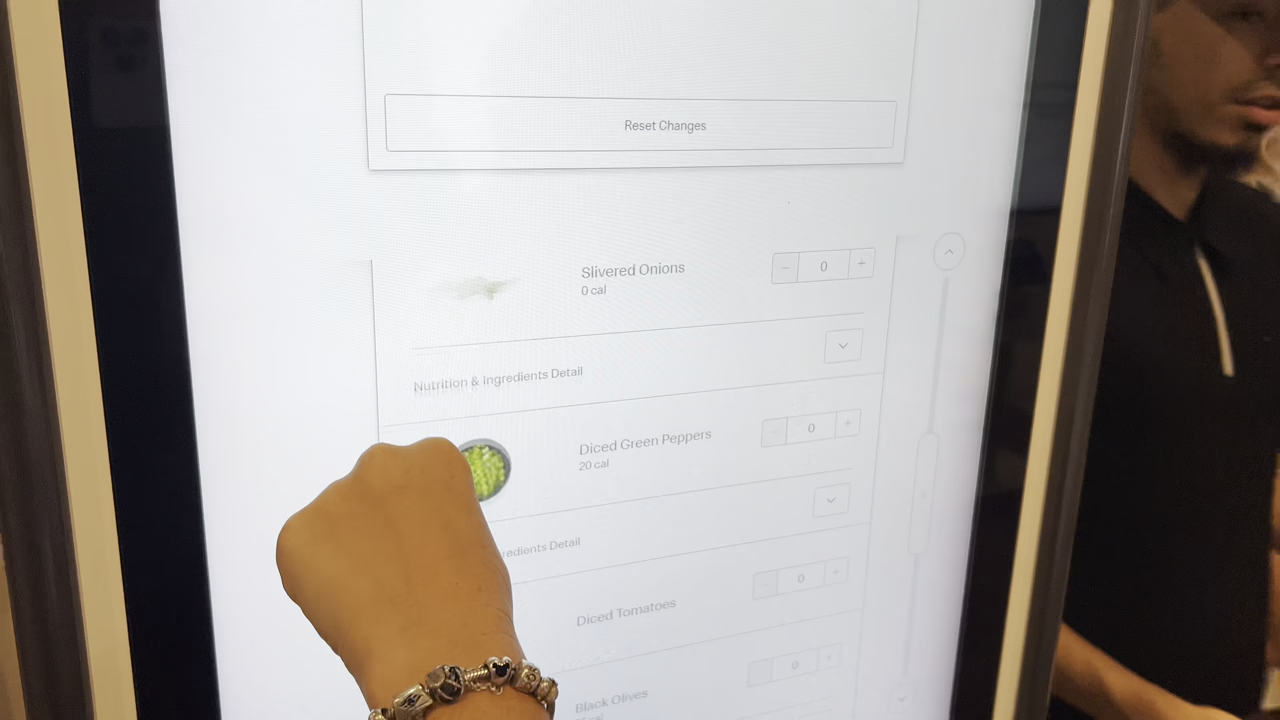 Reset Changes
Slivered Onions
0 cal
0
Nutrition & Ingredients Detail
Diced Green Peppers
20 cal
0
redients Detail
Diced Tomatoes
0
Black Olives
0
cal